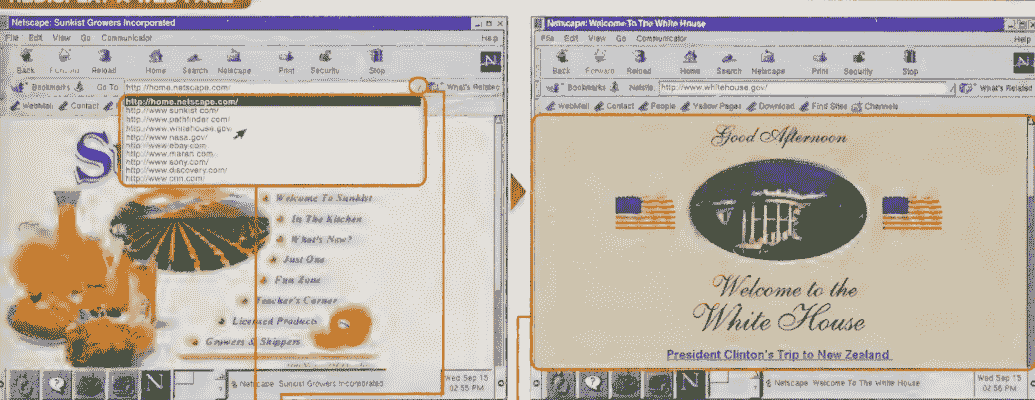 Netscape: Sunkist Growers Incorporated
File Edit View Go Communicator Help
Back Forward Reload Home Search Netscape Print Security Stop N
Bookmarks Go To: http://home.netscape.com/ What's Related
WebMail Contact
http://home.netscape.com/
http://www.sunkist.com/
http://www.pathfinder.com/
http://www.whitehouse.gov/
http://www.nasa.gov/
http://www.ebay.com
http://www.sony.com/
http://www.discovery.com/
http://www.cnn.com/
Su
Welcome To Sunkist
In The Kitchen
What's New?
Just One
Fun Zone
Teacher's Corner
Licensed Products
Growers & Shippers
N Netscape: Sunkist Growers Incorporated
Wed Sep 15
02:55 PM
Netscape: Welcome To The White House
File Edit View Go Communicator Help
Back Forward Reload Home Search Netscape Print Security Stop N
Bookmarks Netsite: http://www.whitehouse.gov/ What's Related
WebMail Contact People Yellow Pages Download Find Sites Channels
Good Afternoon
Welcome to the
White House
President Clinton's Trip to New Zealand
N Netscape: Welcome To The White House
Wed Sep 15
02:56 PM